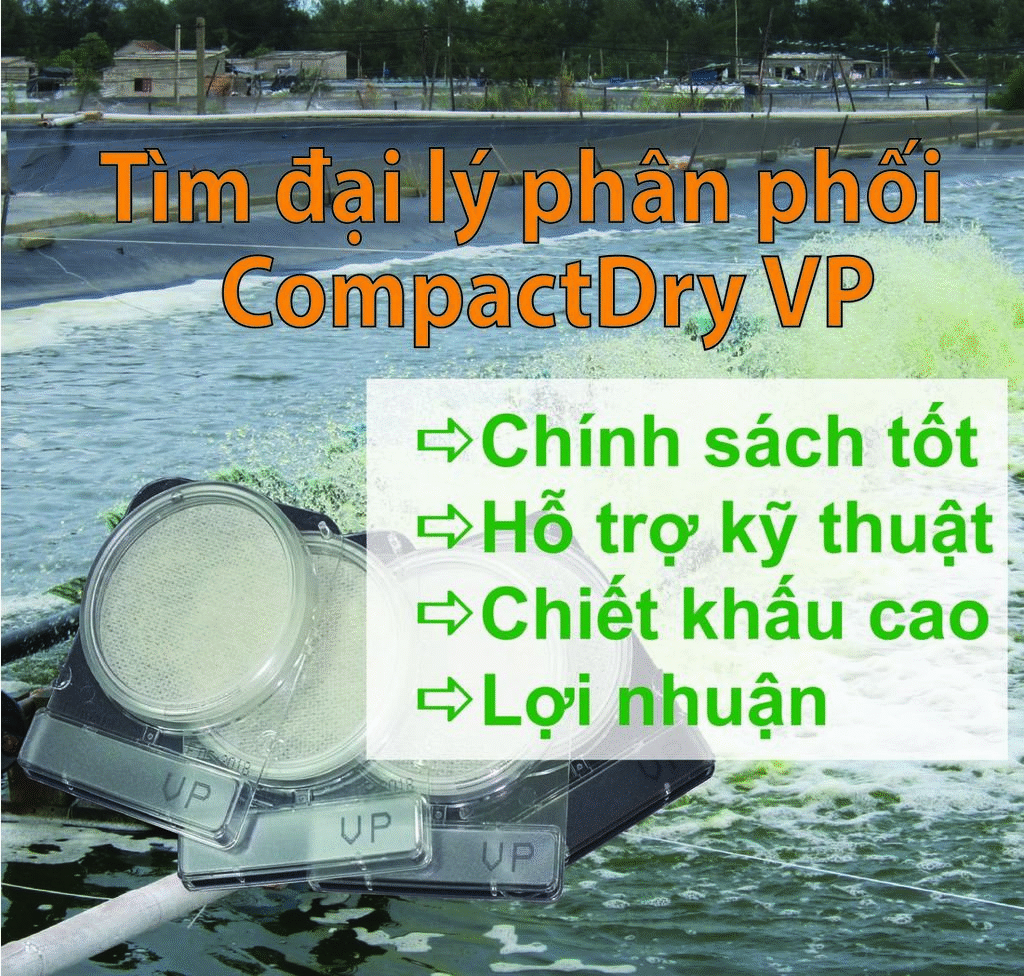 Tìm đại lý phân phối
CompactDry VP
⇨Chính sách tốt
⇨Hỗ trợ kỹ thuật
⇨Chiết khấu cao
⇨Lợi nhuận
VP
VP
VP